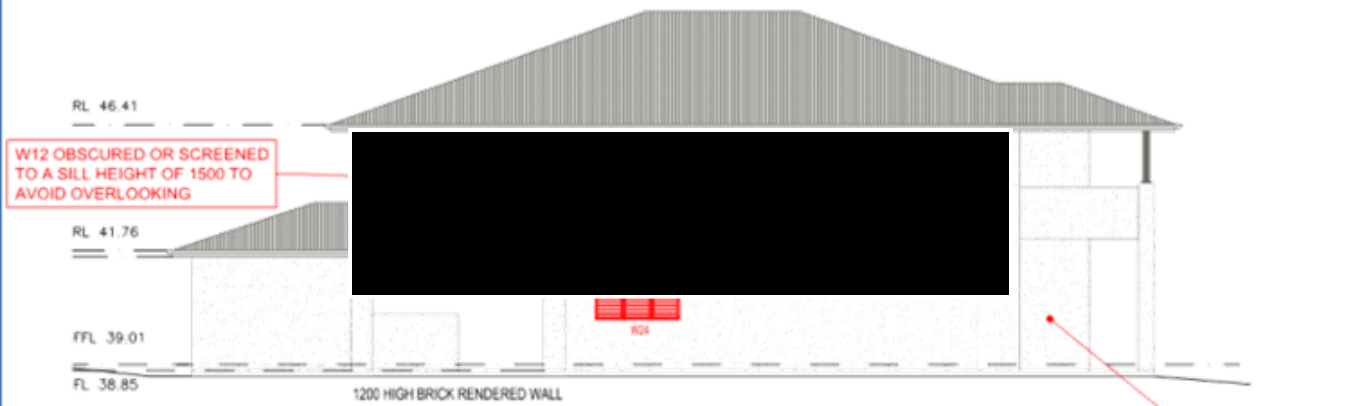 RL 46.41
W12 OBSCURED OR SCREENED
TO A SILL HEIGHT OF 1500 TO
AVOID OVERLOOKING
RL 41.76
W24
FFL 39.01
FL 38.85
1200 HIGH BRICK RENDERED WALL